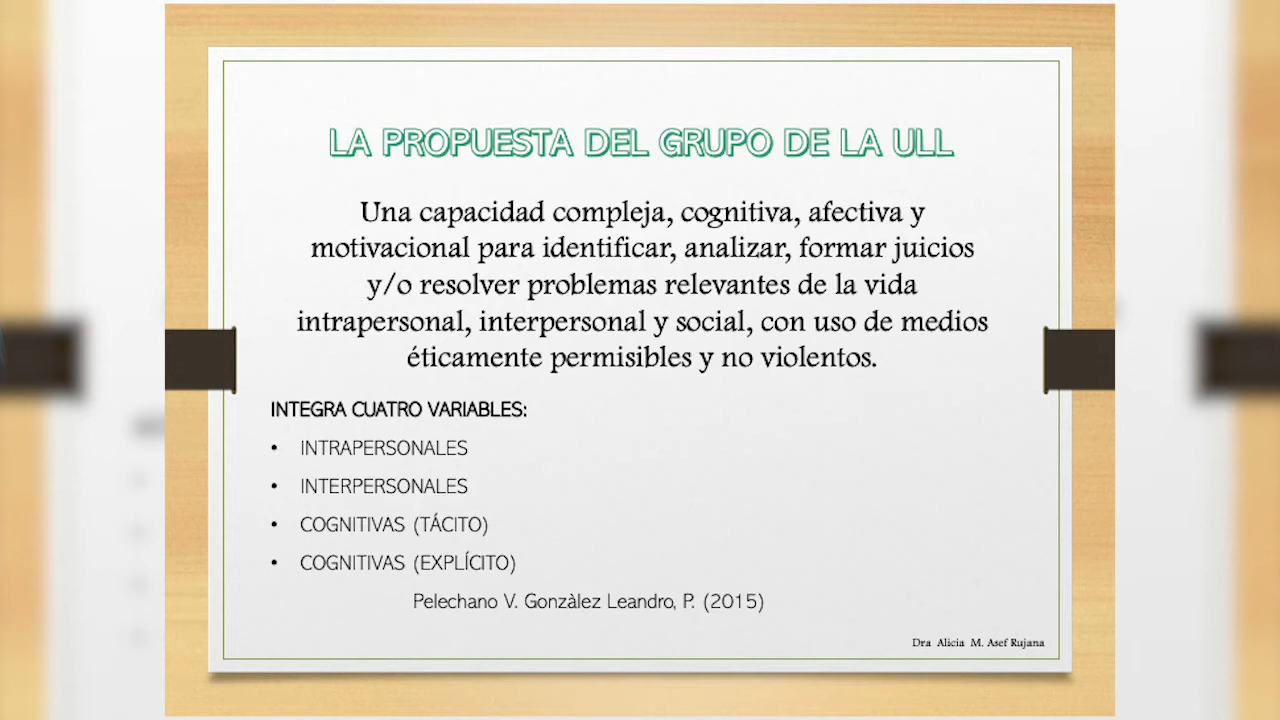 LA PROPUESTA DEL GRUPO DE LA ULL
Una capacidad compleja, cognitiva, afectiva y
motivacional para identificar, analizar, formar juicios
y/o resolver problemas relevantes de la vida
intrapersonal, interpersonal y social, con uso de medios
éticamente permisibles y no violentos.
INTEGRA CUATRO VARIABLES:
• INTRAPERSONALES
• INTERPERSONALES
• COGNITIVAS (TÁCITO)
• COGNITIVAS (EXPLÍCITO)
Pelechano V. Gonzàlez Leandro, P. (2015)
Dra Alicia M. Asef Rujana